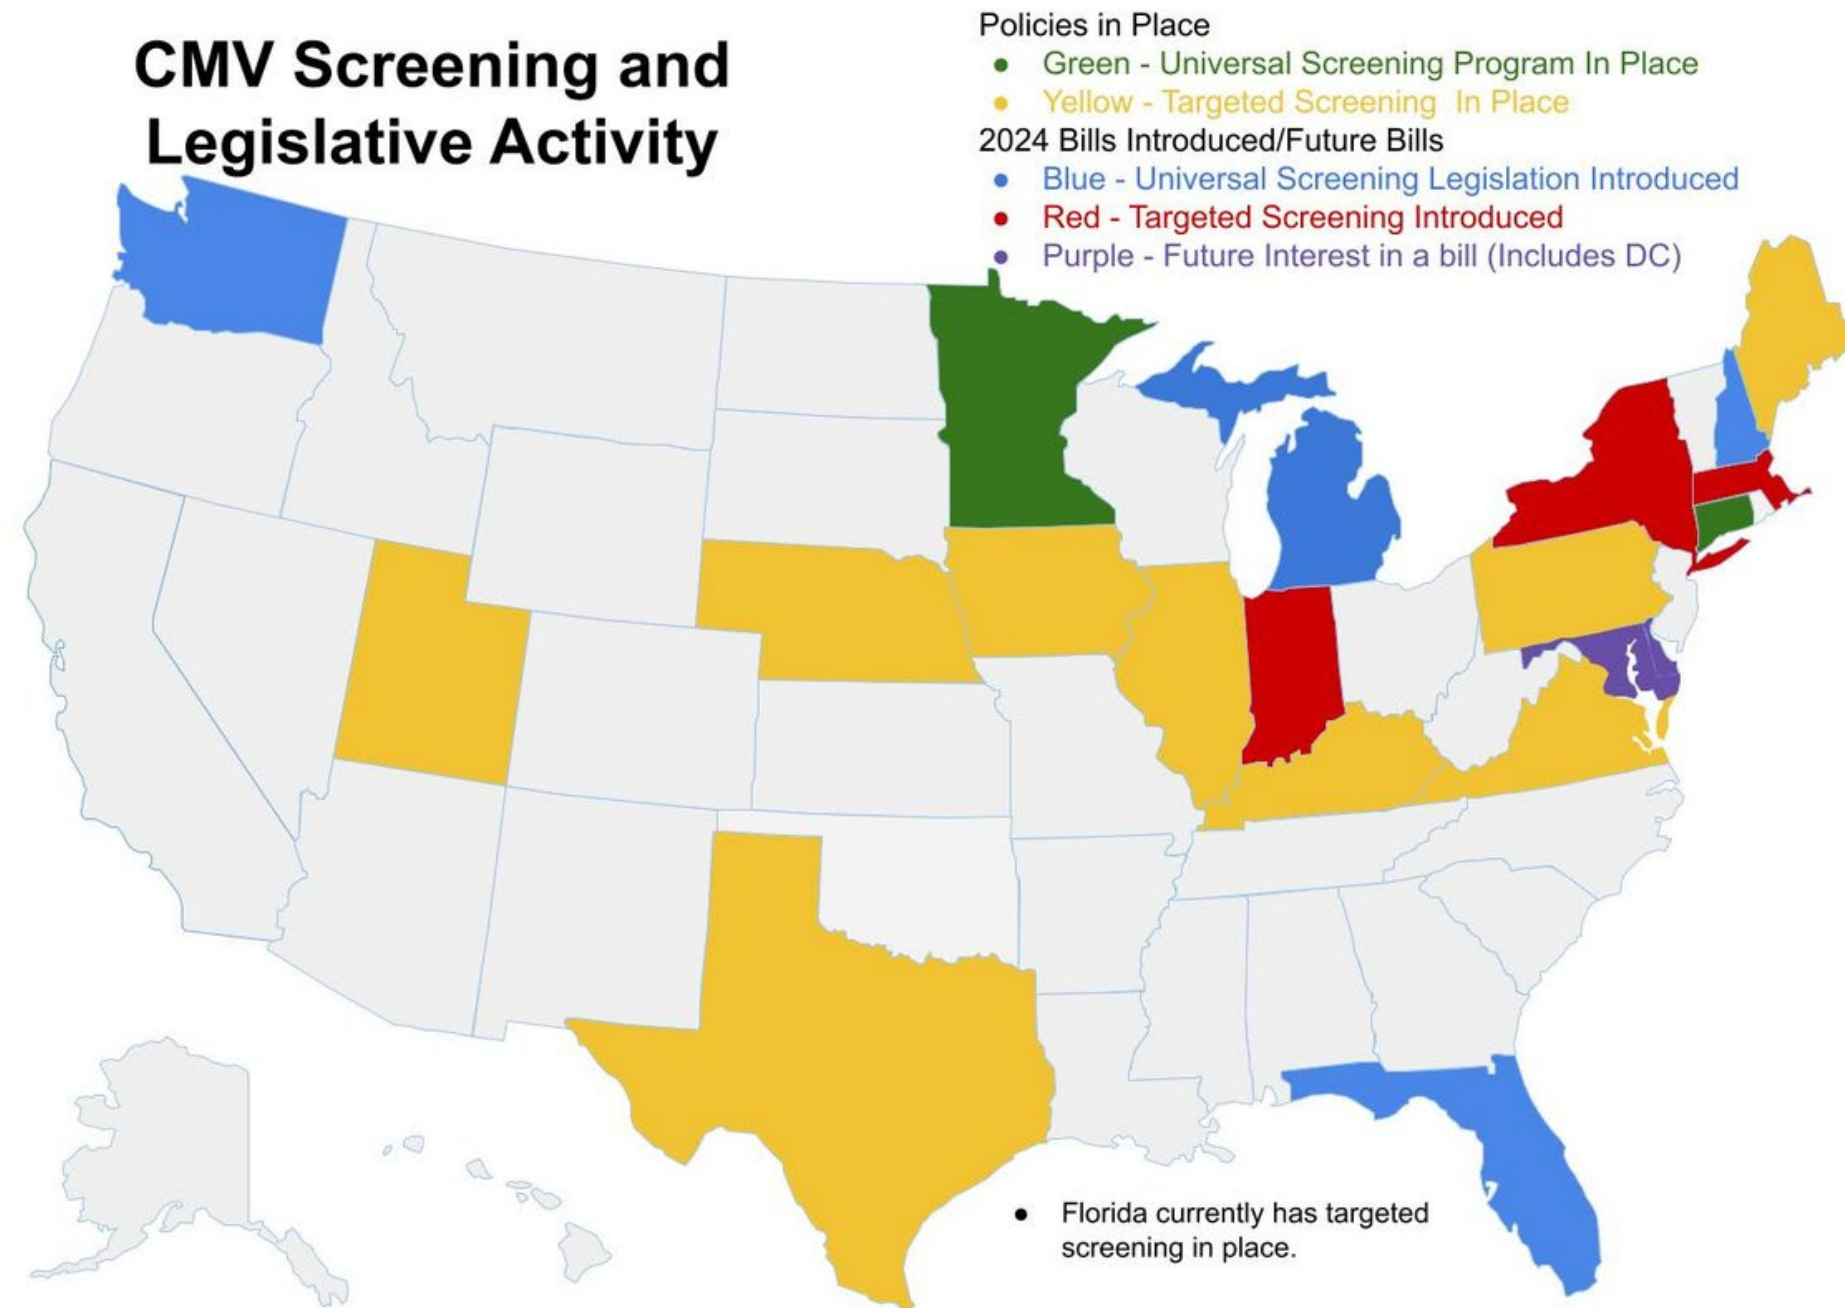 CMV Screening and
Legislative Activity
Policies in Place
● Green - Universal Screening Program In Place
● Yellow - Targeted Screening In Place
2024 Bills Introduced/Future Bills
● Blue - Universal Screening Legislation Introduced
● Red - Targeted Screening Introduced
● Purple - Future Interest in a bill (Includes DC)
● Florida currently has targeted
screening in place.